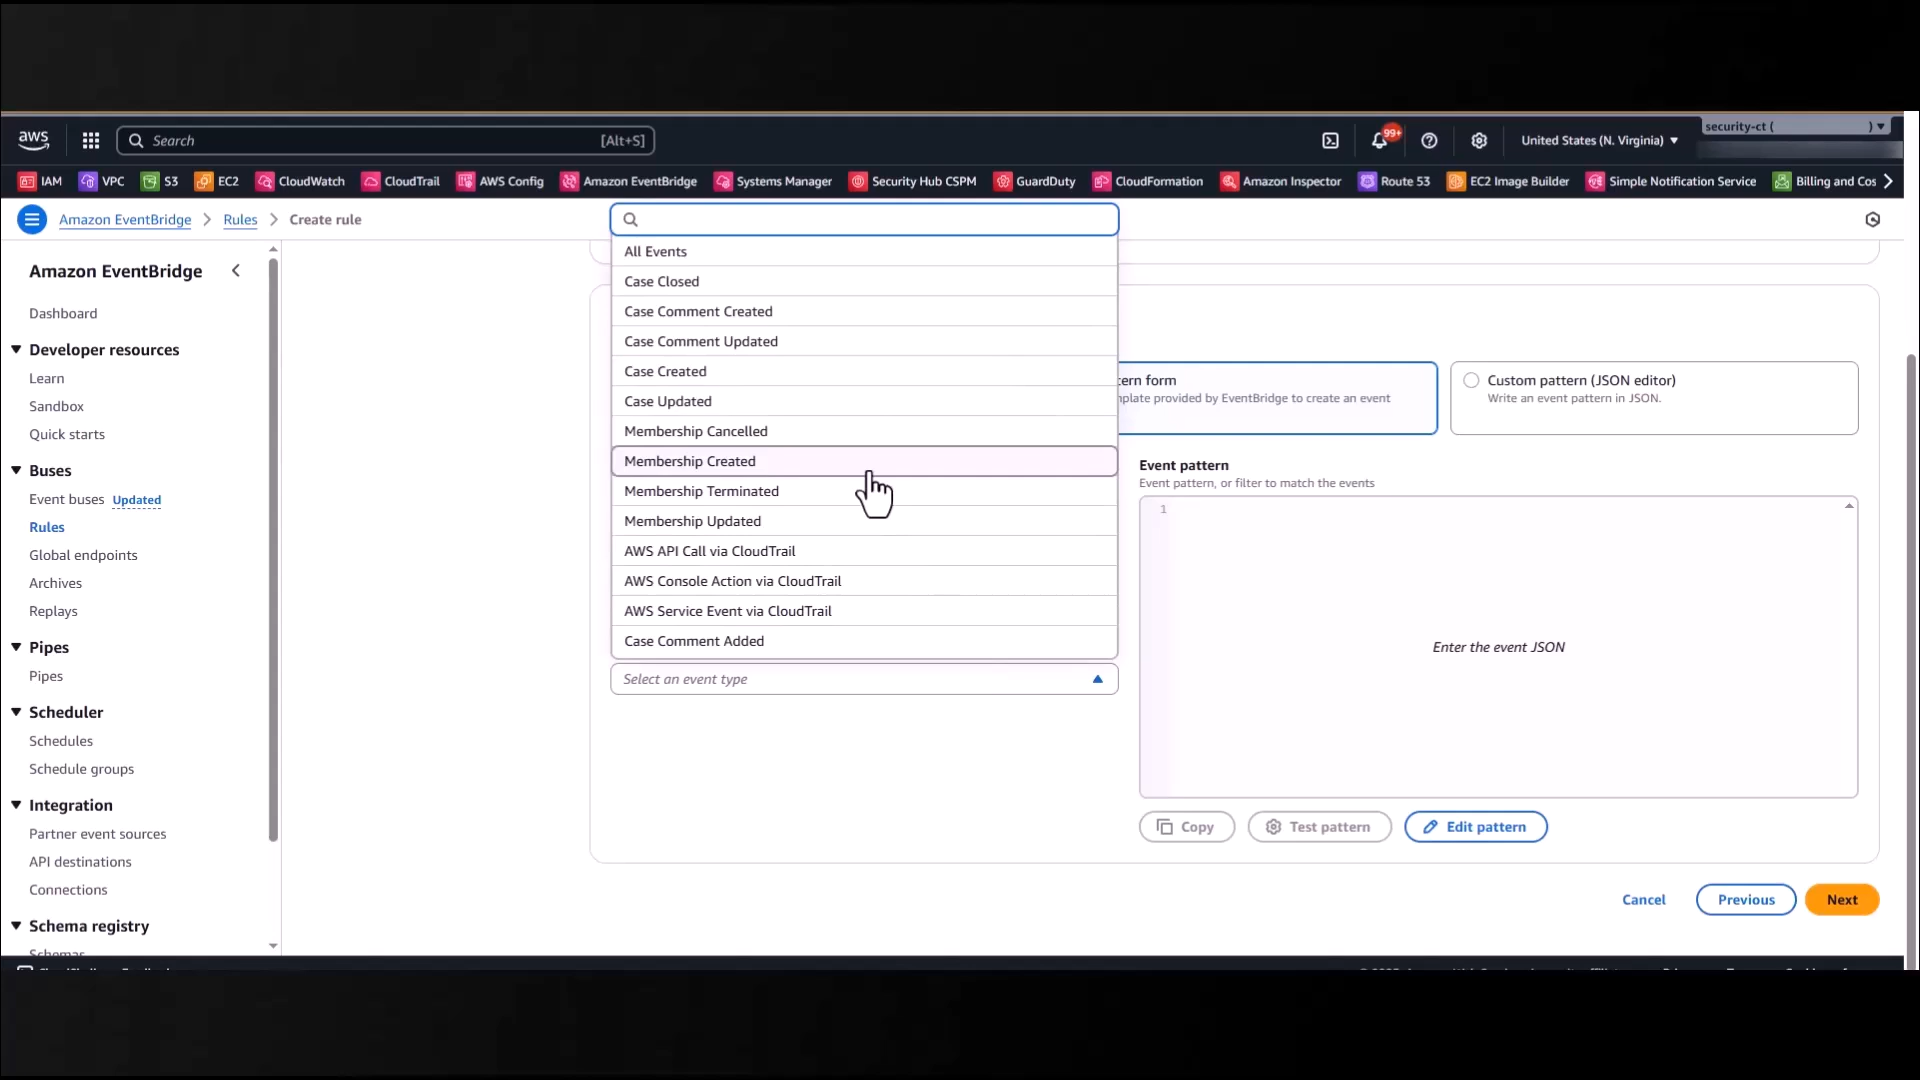 aws
Search [Alt+S]
99+
United States (N. Virginia)
security-ct ( )
IAM VPC S3 EC2 CloudWatch CloudTrail AWS Config Amazon EventBridge Systems Manager Security Hub CSPM GuardDuty CloudFormation Amazon Inspector Route 53 EC2 Image Builder Simple Notification Service Billing and Cos
Amazon EventBridge Rules Create rule
Amazon EventBridge
Dashboard
Developer resources
Learn
Sandbox
Quick starts
Buses
Event buses Updated
Rules
Global endpoints
Archives
Replays
Pipes
Pipes
Scheduler
Schedules
Schedule groups
Integration
Partner event sources
API destinations
Connections
Schema registry
Schemas
All Events
Case Closed
Case Comment Created
Case Comment Updated
Case Created
Case Updated
Membership Cancelled
Membership Created
Membership Terminated
Membership Updated
AWS API Call via CloudTrail
AWS Console Action via CloudTrail
AWS Service Event via CloudTrail
Case Comment Added
Select an event type
tern form
mplate provided by EventBridge to create an event
Custom pattern (JSON editor)
Write an event pattern in JSON.
Event pattern
Event pattern, or filter to match the events
1
Enter the event JSON
Copy Test pattern Edit pattern
Cancel Previous Next